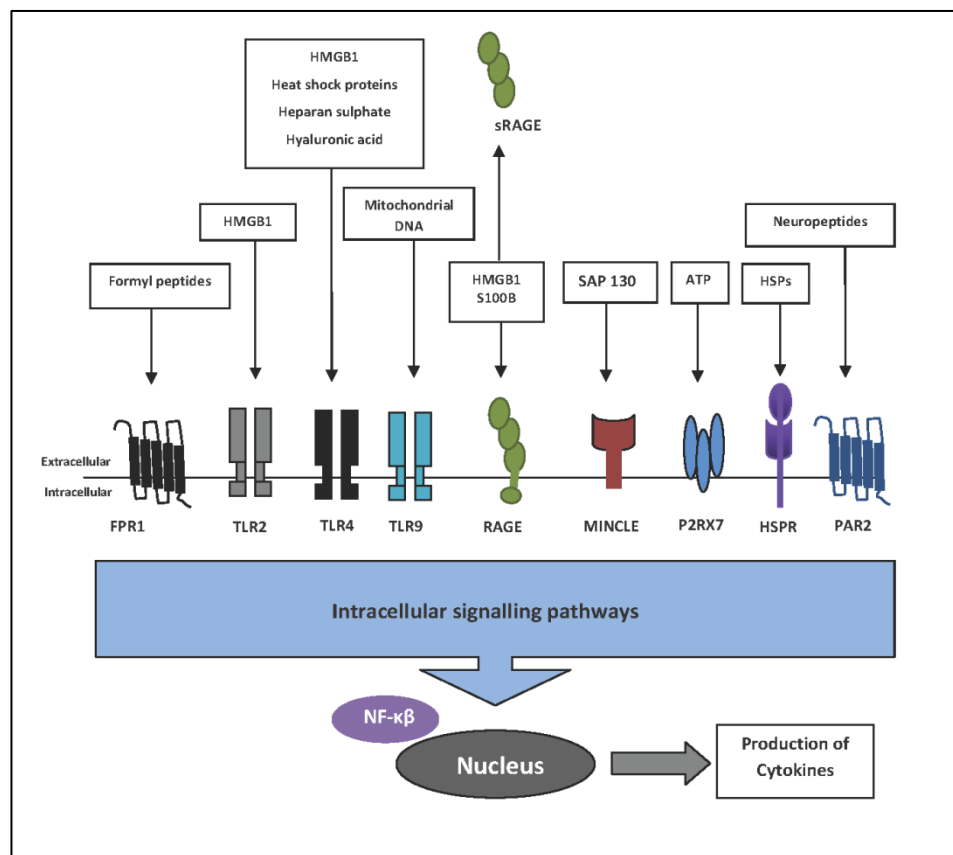 HMGB1
Heat shock proteins
Heparan sulphate
Hyaluronic acid
sRAGE
Mitochondrial
DNA
HMGB1
Neuropeptides
Formyl peptides
HMGB1
S100B
SAP 130
ATP
HSPs
Extracellular
Intracellular
FPR1
TLR2
TLR4
TLR9
RAGE
MINCLE
P2RX7
HSPR
PAR2
Intracellular signalling pathways
NF-κβ
Nucleus
Production of
Cytokines